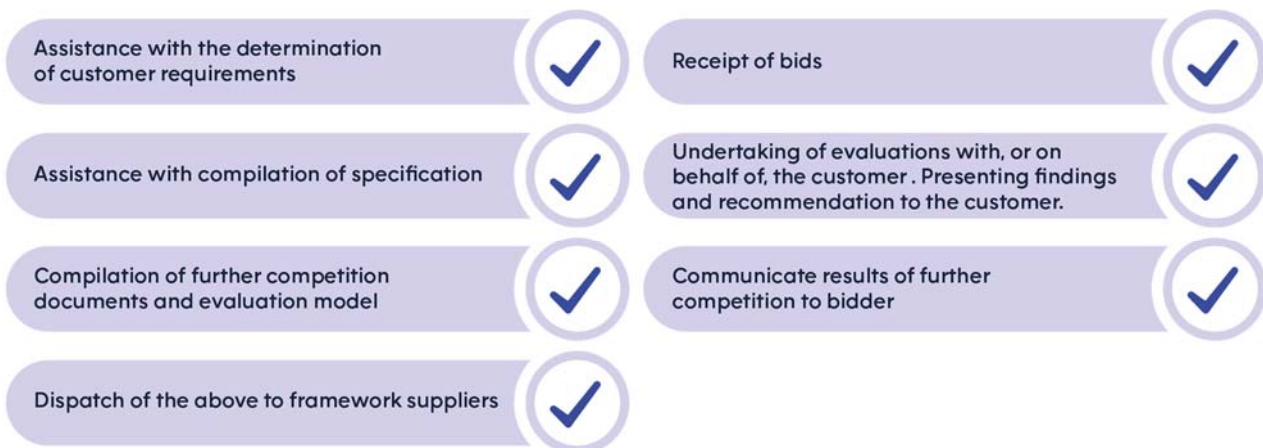 Assistance with the determination
of customer requirements
Assistance with compilation of specification
Compilation of further competition
documents and evaluation model
Dispatch of the above to framework suppliers
Receipt of bids
Undertaking of evaluations with, or on
behalf of, the customer . Presenting findings
and recommendation to the customer.
Communicate results of further
competition to bidder